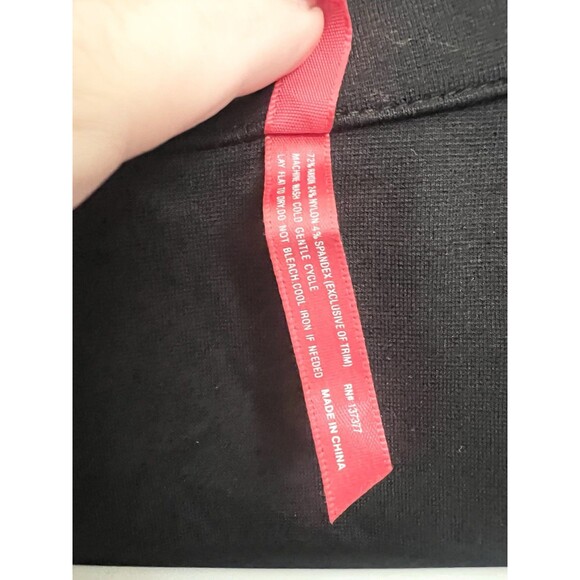 72% RAYON 24% NYLON 4% SPANDEX (EXCLUSIVE OF TRIM)
MACHINE WASH COLD GENTLE CYCLE
LAY FLAT TO DRY,DO NOT BLEACH,COOL IRON IF NEEDED
RN# 137377
MADE IN CHINA